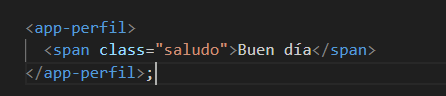 <app-perfil>
  <span class="saludo">Buen día</span>
</app-perfil>;